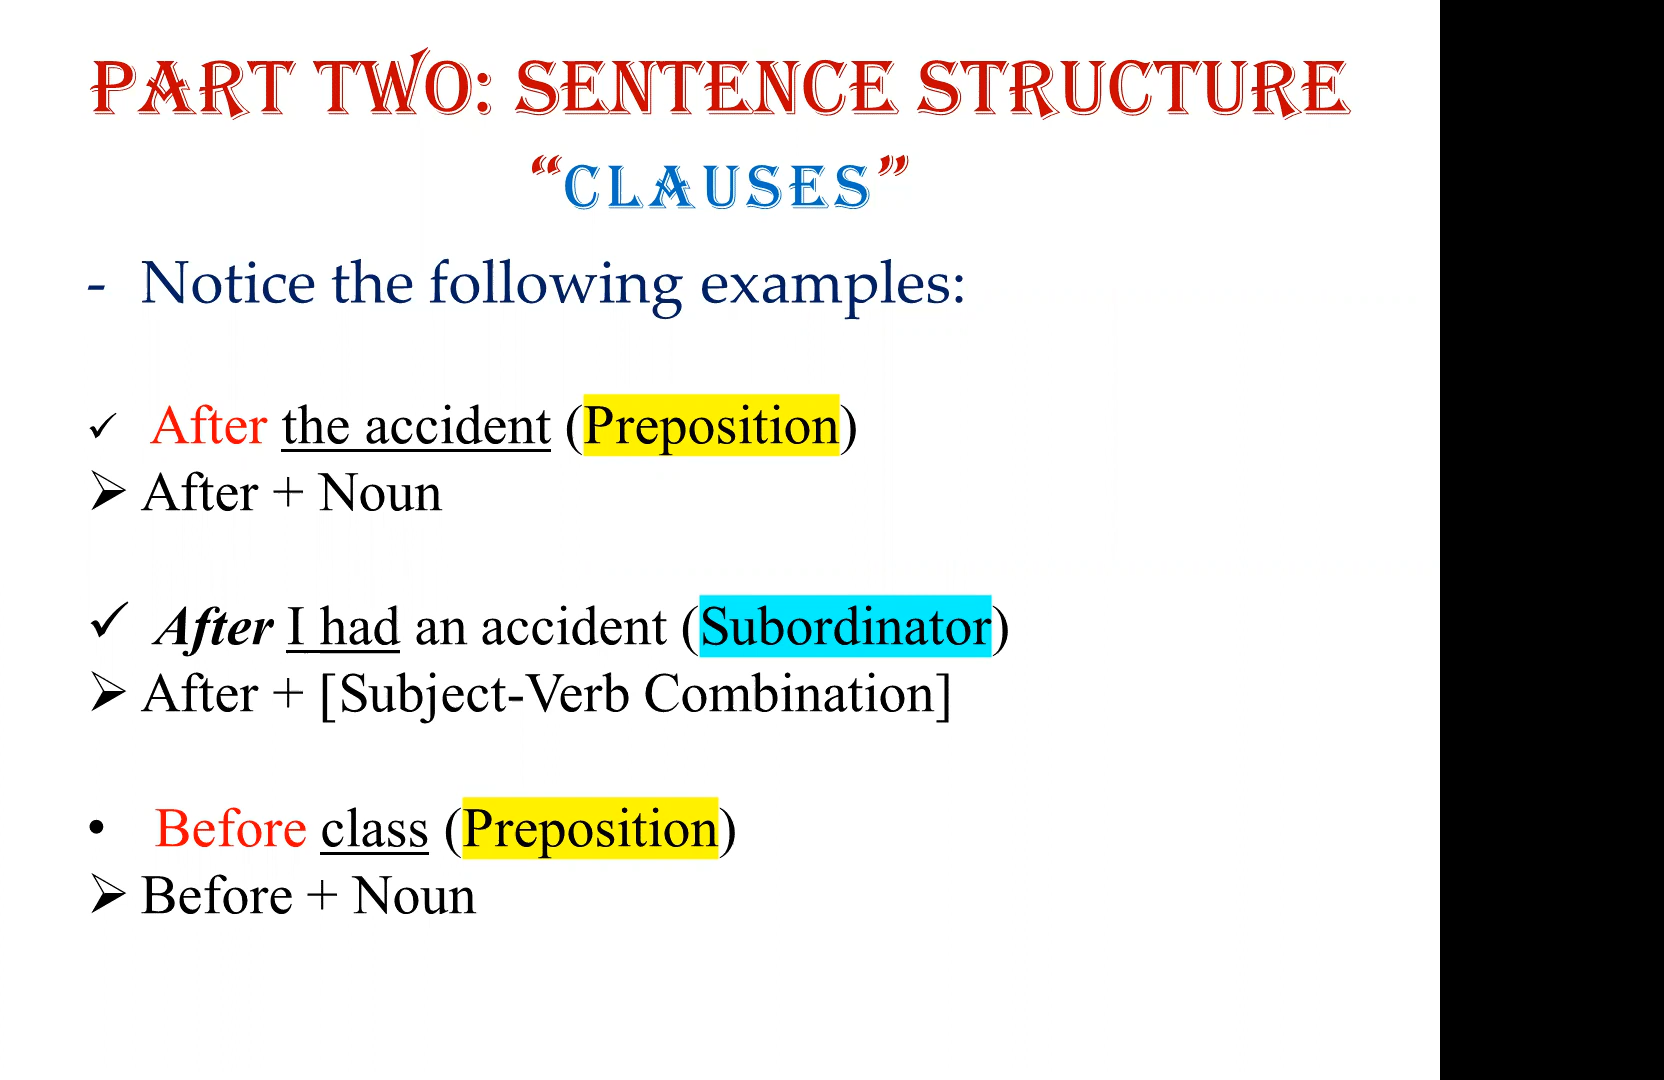 PART TWO: SENTENCE STRUCTURE
“CLAUSES”
- Notice the following examples:
✓ After the accident (Preposition)
➢ After + Noun
✓ After I had an accident (Subordinator)
➢ After + [Subject-Verb Combination]
• Before class (Preposition)
➢ Before + Noun